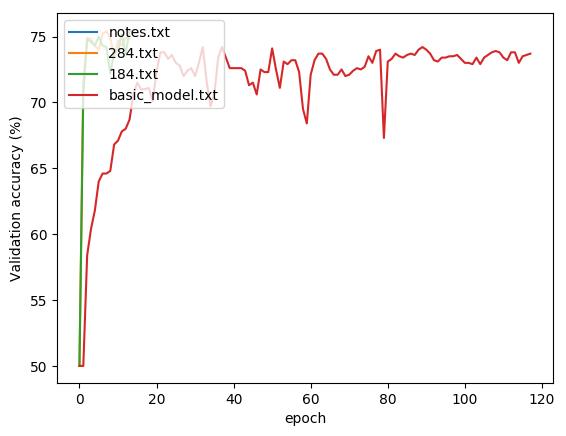 notes.txt
284.txt
184.txt
basic_model.txt
75
70
65
60
55
50
Validation accuracy (%)
0 20 40 60 80 100 120
epoch